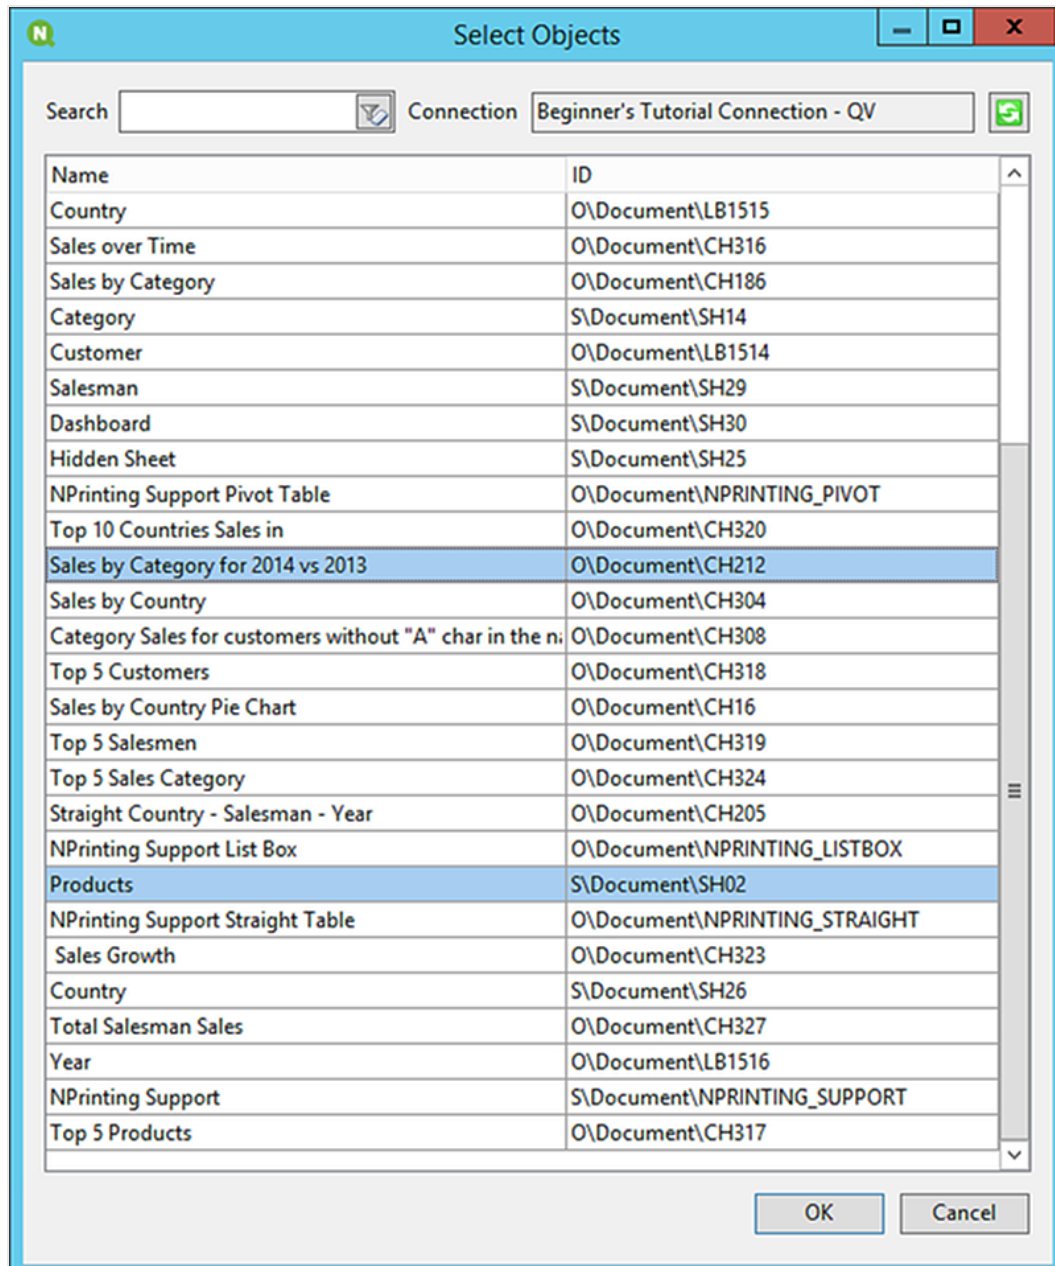 N
Select Objects
Search Connection Beginner's Tutorial Connection - QV
Name ID
Country O\Document\LB1515
Sales over Time O\Document\CH316
Sales by Category O\Document\CH186
Category S\Document\SH14
Customer O\Document\LB1514
Salesman S\Document\SH29
Dashboard S\Document\SH30
Hidden Sheet S\Document\SH25
NPrinting Support Pivot Table O\Document\NPRINTING_PIVOT
Top 10 Countries Sales in O\Document\CH320
Sales by Category for 2014 vs 2013 O\Document\CH212
Sales by Country O\Document\CH304
Category Sales for customers without "A" char in the O\Document\CH308
Top 5 Customers O\Document\CH318
Sales by Country Pie Chart O\Document\CH16
Top 5 Salesmen O\Document\CH319
Top 5 Sales Category O\Document\CH324
Straight Country - Salesman - Year O\Document\CH205
NPrinting Support List Box O\Document\NPRINTING_LISTBOX
Products S\Document\SH02
NPrinting Support Straight Table O\Document\NPRINTING_STRAIGHT
Sales Growth O\Document\CH323
Country S\Document\SH26
Total Salesman Sales O\Document\CH327
Year O\Document\LB1516
NPrinting Support S\Document\NPRINTING_SUPPORT
Top 5 Products O\Document\CH317
OK Cancel